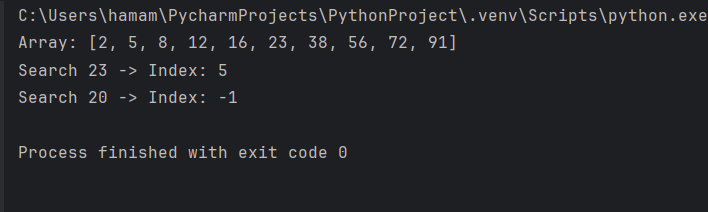 C:\Users\hamam\PycharmProjects\PythonProject\.venv\Scripts\python.exe
Array: [2, 5, 8, 12, 16, 23, 38, 56, 72, 91]
Search 23 -> Index: 5
Search 20 -> Index: -1
Process finished with exit code 0